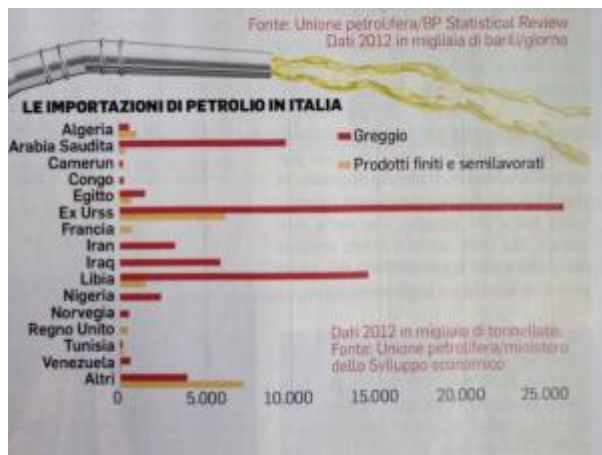 Fonte: Unione petrolifera/BP Statistical Review
Dati 2012 in migliaia di barili/giorno
LE IMPORTAZIONI DI PETROLIO IN ITALIA
Algeria
Arabia Saudita
Camerun
Congo
Egitto
Ex Urss
Francia
Iran
Iraq
Libia
Nigeria
Norvegia
Regno Unito
Tunisia
Venezuela
Altri
Greggio
Prodotti finiti e semilavorati
Dati 2012 in migliaia di tonnellate.
Fonte: Unione petrolifera/ministero
dello Sviluppo economico
0 5.000 10.000 15.000 20.000 25.000